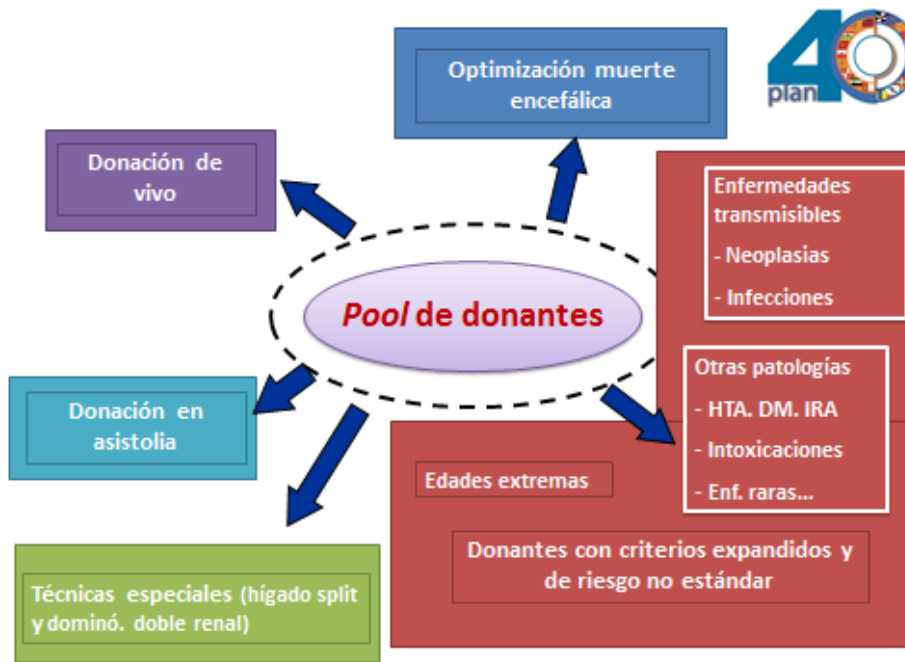 40
plan
Optimización muerte
encefálica
Donación de
vivo
Enfermedades
transmisibles
- Neoplasias
- Infecciones
Pool de donantes
Otras patologías
- HTA. DM. IRA
- Intoxicaciones
- Enf. raras...
Donación en
asistolia
Edades extremas
Donantes con criterios expandidos y
de riesgo no estándar
Técnicas especiales (hígado split
y dominó. doble renal)